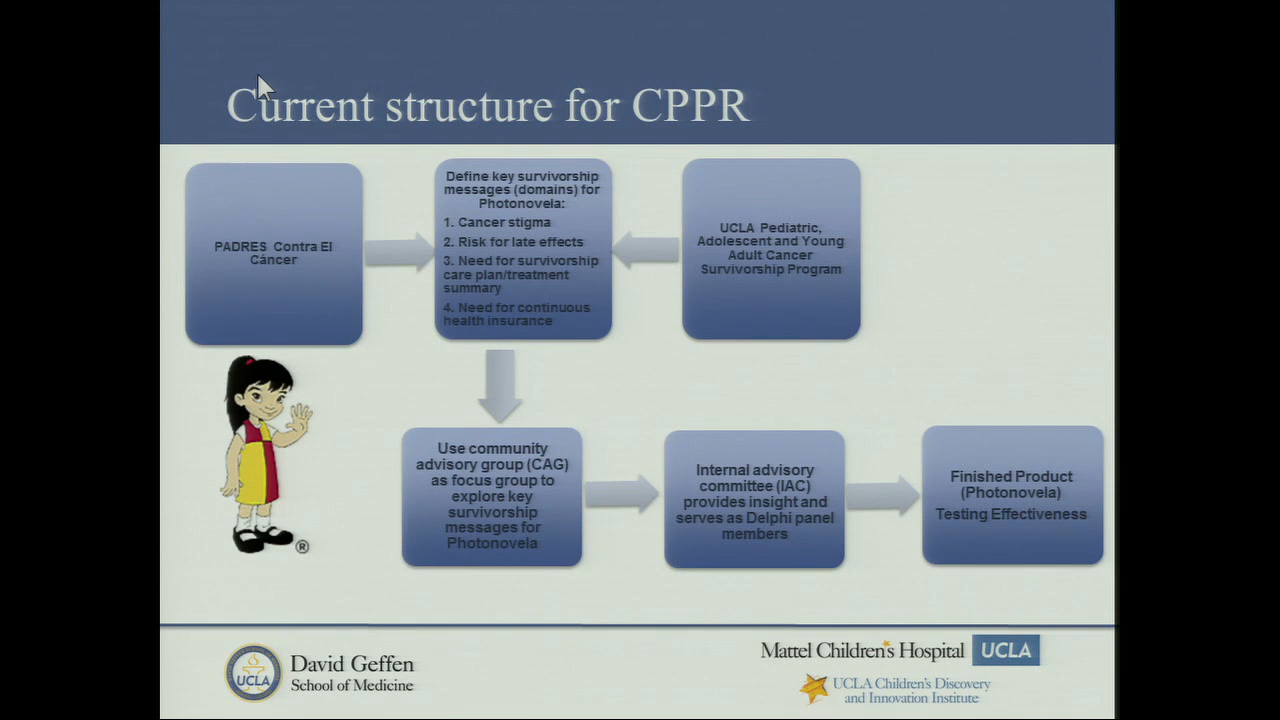 Current structure for CPPR
PADRES Contra El
Cáncer
Define key survivorship
messages (domains) for
Photonovela:
1. Cancer stigma
2. Risk for late effects
3. Need for survivorship
care plan/treatment
summary
4. Need for continuous
health insurance
UCLA Pediatric,
Adolescent and Young
Adult Cancer
Survivorship Program
Use community
advisory group (CAG)
as focus group to
explore key
survivorship
messages for
Photonovela
Internal advisory
committee (IAC)
provides insight and
serves as Delphi panel
members
Finished Product
(Photonovela)
Testing Effectiveness
®
UCLA
David Geffen
School of Medicine
Mattel Children's Hospital UCLA
UCLA Children's Discovery
and Innovation Institute